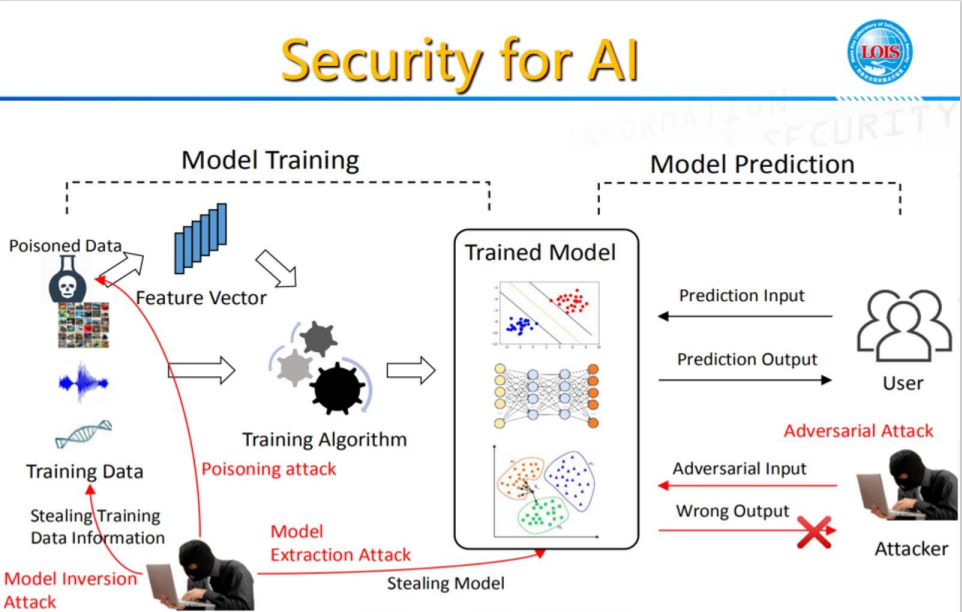 Security for AI
LOIS
INFORMATION
SECURITY
Model Training
Model Prediction
Poisoned Data
Feature Vector
Training Algorithm
Training Data
Poisoning attack
Stealing Training
Data Information
Model Inversion
Attack
Model
Extraction Attack
Stealing Model
Trained Model
Prediction Input
Prediction Output
User
Adversarial Attack
Adversarial Input
Wrong Output
Attacker